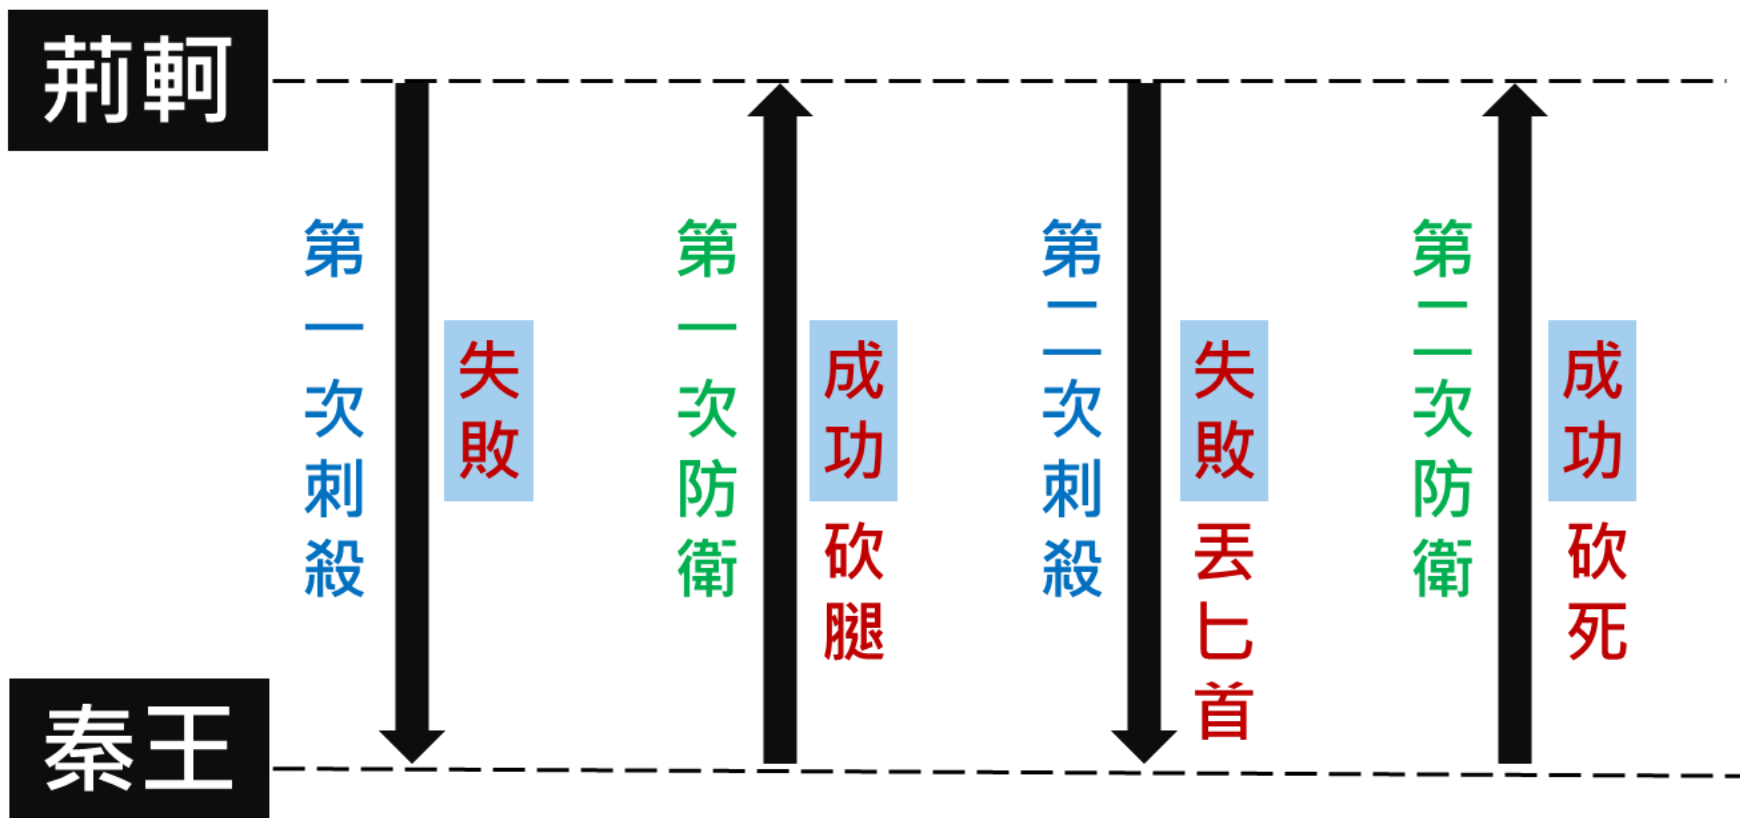 荊軻
第一次刺殺
失敗
第一次防衛
成功砍腿
第二次刺殺
失敗丟匕首
第二次防衛
成功砍死
秦王